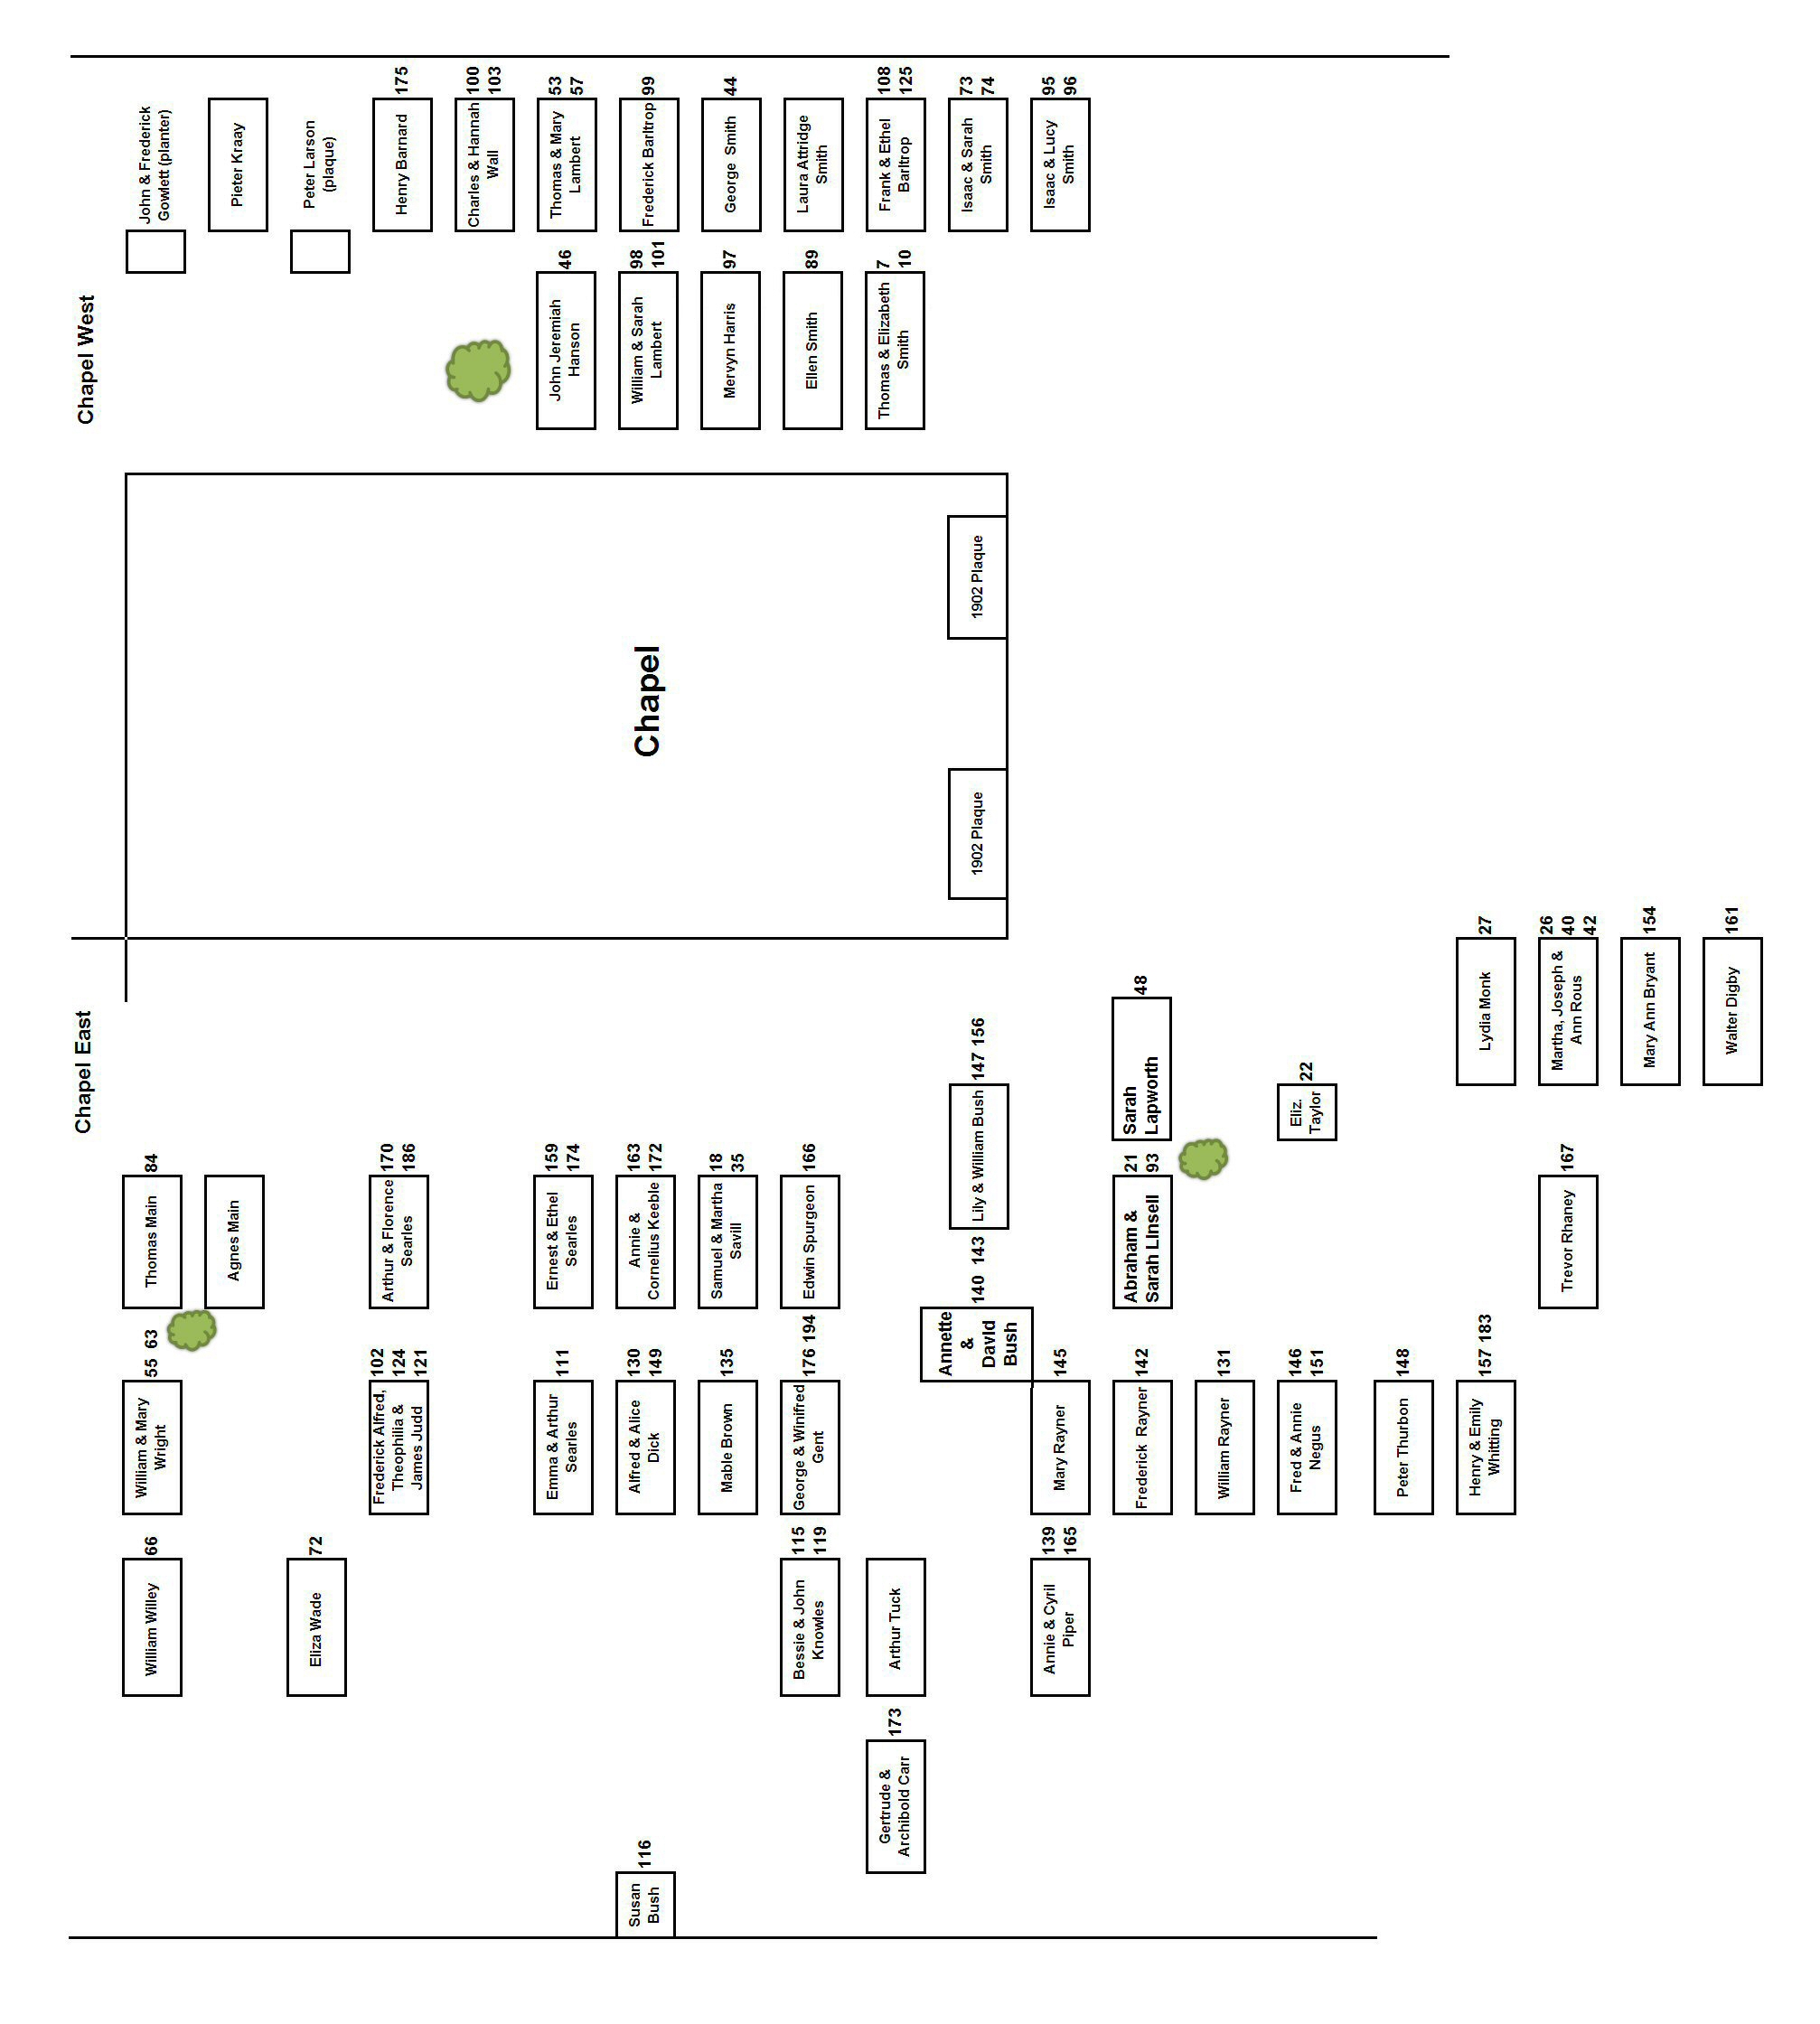 Chapel West
John & Frederick
Gowlett (planter)
Pieter Kraay
Peter Larson
(plaque)
175
Henry Barnard
100
103
Charles & Hannah
Wall
53
57
Thomas & Mary
Lambert
99
Frederick Barltrop
44
George Smith
Laura Attridge
Smith
108
125
Frank & Ethel
Barltrop
73
74
Isaac & Sarah
Smith
95
96
Isaac & Lucy
Smith
46
John Jeremiah
Hanson
98
101
William & Sarah
Lambert
97
Mervyn Harris
89
Ellen Smith
7
10
Thomas & Elizabeth
Smith
Chapel
1902 Plaque
1902 Plaque
Chapel East
27
Lydia Monk
26
40
42
Martha, Joseph &
Ann Rous
154
Mary Ann Bryant
161
Walter Digby
48
Sarah
Lapworth
147 156
Lily & William Bush
22
Eliz.
Taylor
84
Thomas Main
Agnes Main
170
186
Arthur & Florence
Searles
159
174
Ernest & Ethel
Searles
163
172
Annie &
Cornelius Keeble
18
35
Samuel & Martha
Savill
166
Edwin Spurgeon
21
93
Abraham &
Sarah LInsell
167
Trevor Rhaney
140 143
Annette
&
DavId
Bush
55 63
William & Mary
Wright
102
124
121
Frederick Alfred,
Theophilia &
James Judd
111
Emma & Arthur
Searles
130
149
Alfred & Alice
Dick
135
Mable Brown
176 194
George & Winifred
Gent
145
Mary Rayner
142
Frederick Rayner
131
William Rayner
146
151
Fred & Annie
Negus
148
Peter Thurbon
157 183
Henry & Emily
Whitting
66
William Willey
72
Eliza Wade
115
119
Bessie & John
Knowles
Arthur Tuck
139
165
Annie & Cyril
Piper
173
Gertrude &
Archibold Carr
116
Susan
Bush